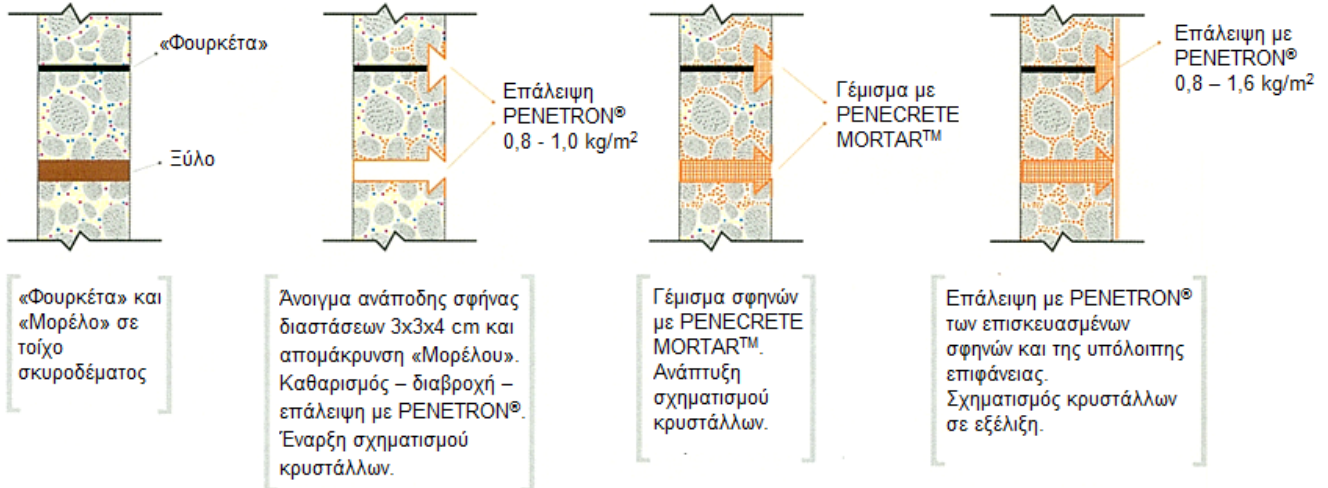 «Φουρκέτα»
Ξύλο
Επάλειψη
PENETRON®
0,8 - 1,0 kg/m²
Γέμισμα με
PENECRETE
MORTAR™
Επάλειψη με
PENETRON®
0,8 – 1,6 kg/m²
«Φουρκέτα» και
«Μορέλο» σε
τοίχο
σκυροδέματος
Άνοιγμα ανάποδης σφήνας
διαστάσεων 3x3x4 cm και
απομάκρυνση «Μορέλου».
Καθαρισμός – διαβροχή –
επάλειψη με PENETRON®.
Έναρξη σχηματισμού
κρυστάλλων.
Γέμισμα σφηνών
με PENECRETE
MORTAR™.
Ανάπτυξη
σχηματισμού
κρυστάλλων.
Επάλειψη με PENETRON®
των επισκευασμένων
σφηνών και της υπόλοιπης
επιφάνειας.
Σχηματισμός κρυστάλλων
σε εξέλιξη.